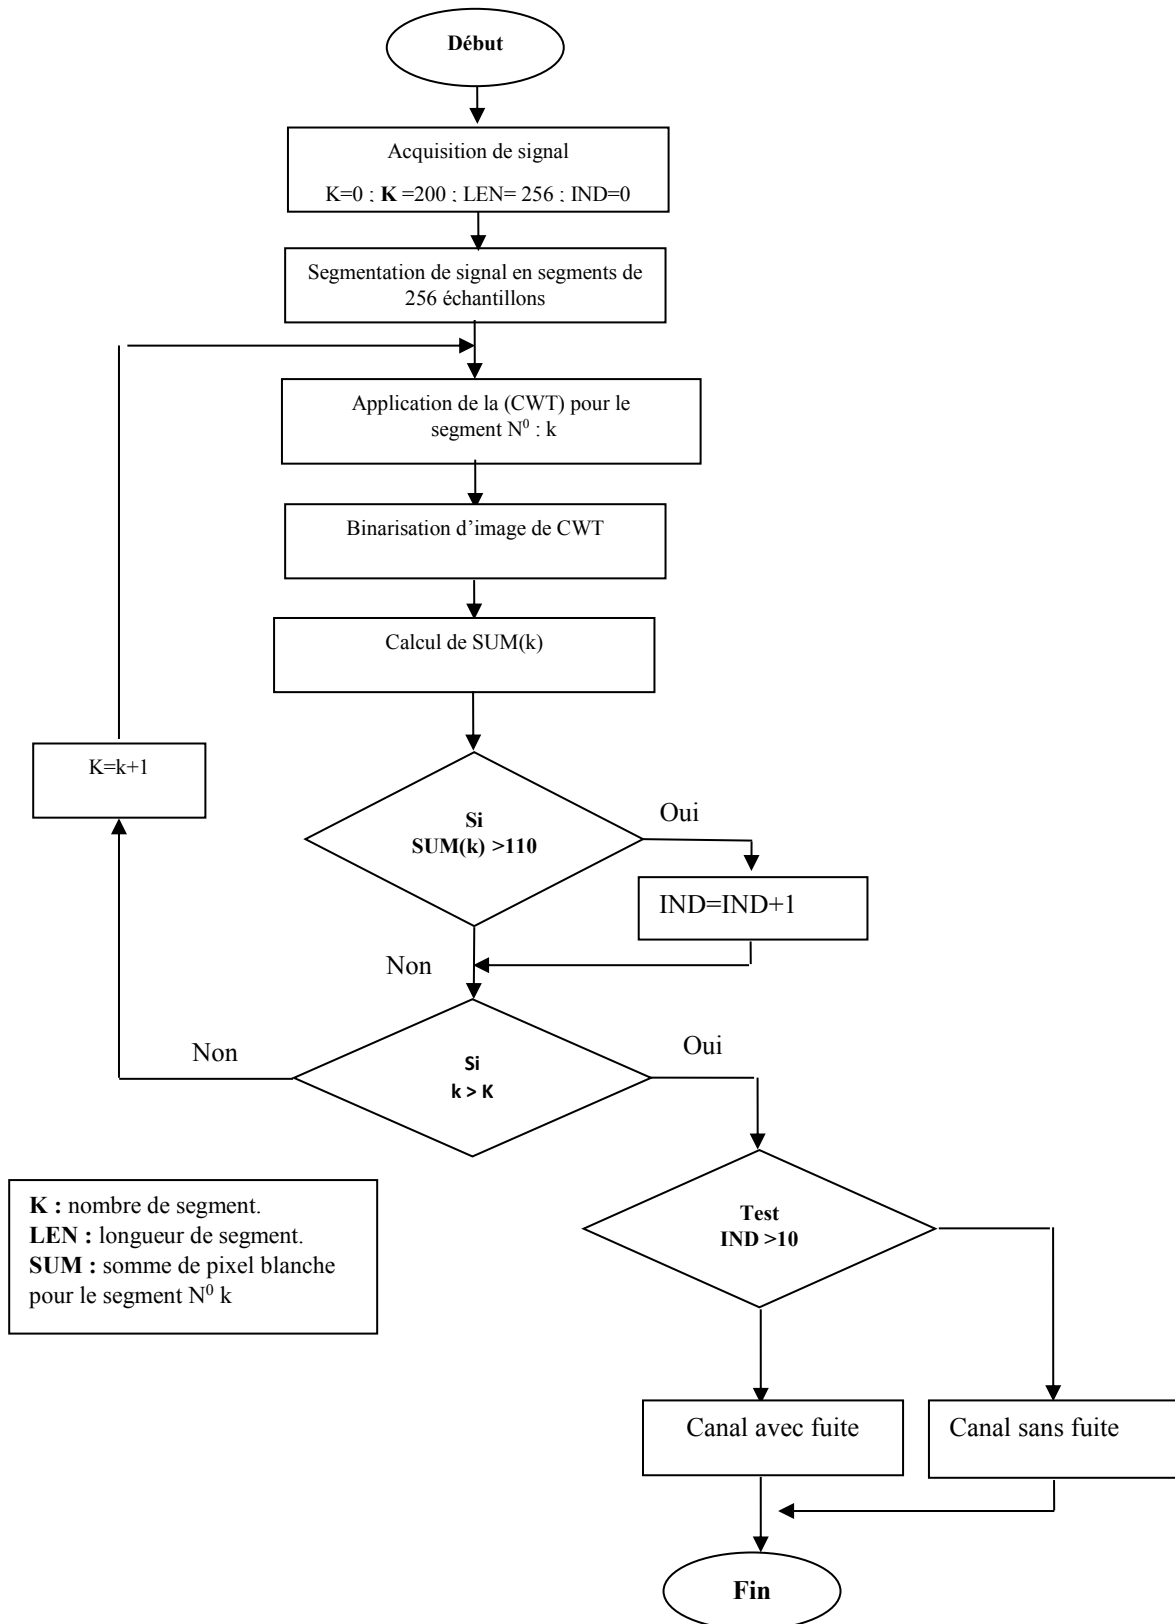 Début
Acquisition de signal
K=0 ; K =200 ; LEN= 256 ; IND=0
Segmentation de signal en segments de
256 échantillons
Application de la (CWT) pour le
segment N⁰ : k
Binarisation d’image de CWT
Calcul de SUM(k)
K=k+1
Si
SUM(k) >110
Oui
IND=IND+1
Non
Si
k > K
Non
Oui
Test
IND >10
K : nombre de segment.
LEN : longueur de segment.
SUM : somme de pixel blanche
pour le segment N⁰ k
Canal avec fuite
Canal sans fuite
Fin